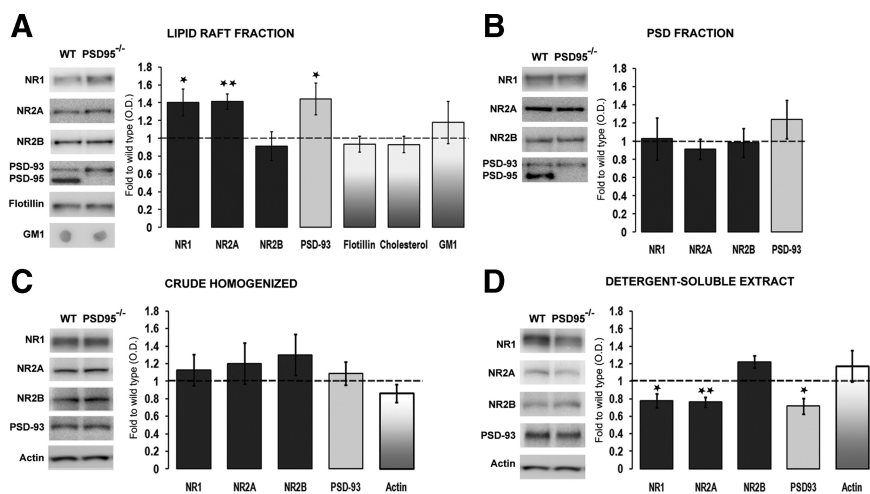 A
LIPID RAFT FRACTION
WT PSD95-/-
NR1
NR2A
NR2B
PSD-93
PSD-95
Flotillin
GM1
Fold to wild type (O.D.)
1.8
1.6
1.4
1.2
1
0.8
0.6
0.4
0.2
0
★
★★
★
NR1 NR2A NR2B PSD-93 Flotillin Cholesterol GM1
B
PSD FRACTION
WT PSD95-/-
NR1
NR2A
NR2B
PSD-93
PSD-95
Fold to wild type (O.D.)
1.8
1.6
1.4
1.2
1
0.8
0.6
0.4
0.2
0
NR1 NR2A NR2B PSD-93
C
CRUDE HOMOGENIZED
WT PSD95-/-
NR1
NR2A
NR2B
PSD-93
Actin
Fold to wild type (O.D.)
1.8
1.6
1.4
1.2
1
0.8
0.6
0.4
0.2
0
NR1 NR2A NR2B PSD-93 Actin
D
DETERGENT-SOLUBLE EXTRACT
WT PSD95-/-
NR1
NR2A
NR2B
PSD-93
Actin
Fold to wild type (O.D.)
1.8
1.6
1.4
1.2
1
0.8
0.6
0.4
0.2
0
★
★★
★
NR1 NR2A NR2B PSD93 Actin